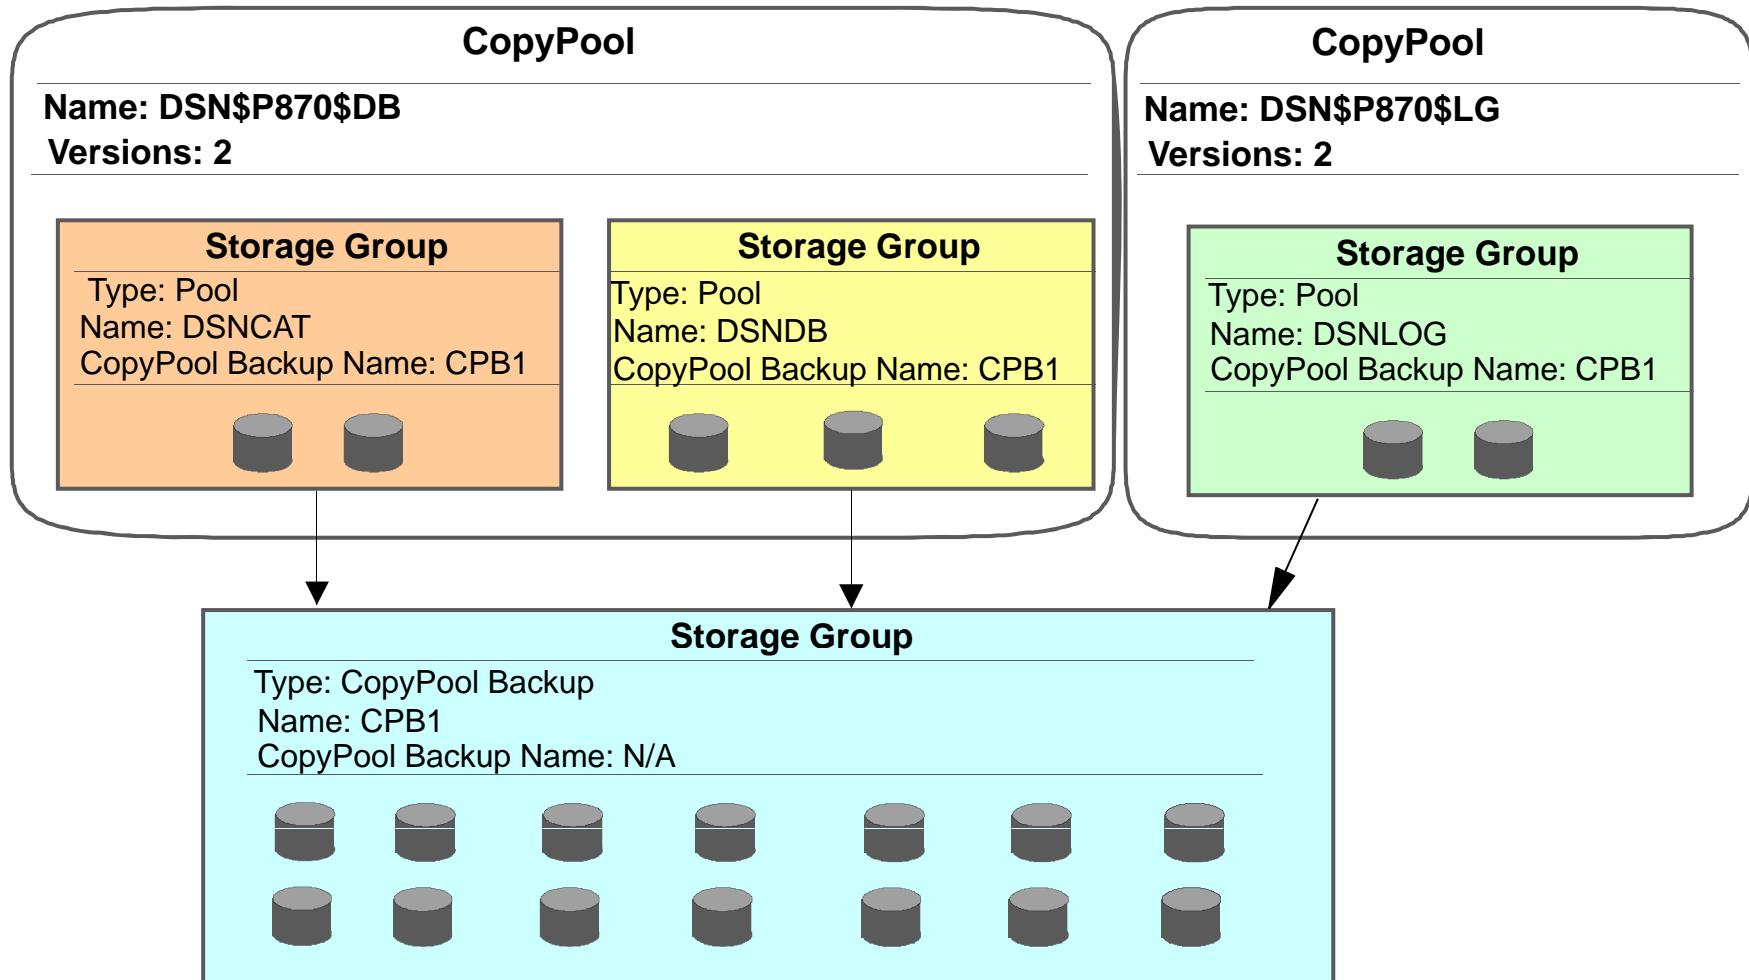 CopyPool
Name: DSN$P870$DB
Versions: 2
Storage Group
Type: Pool
Name: DSNCAT
CopyPool Backup Name: CPB1
Storage Group
Type: Pool
Name: DSNDB
CopyPool Backup Name: CPB1
CopyPool
Name: DSN$P870$LG
Versions: 2
Storage Group
Type: Pool
Name: DSNLOG
CopyPool Backup Name: CPB1
Storage Group
Type: CopyPool Backup
Name: CPB1
CopyPool Backup Name: N/A